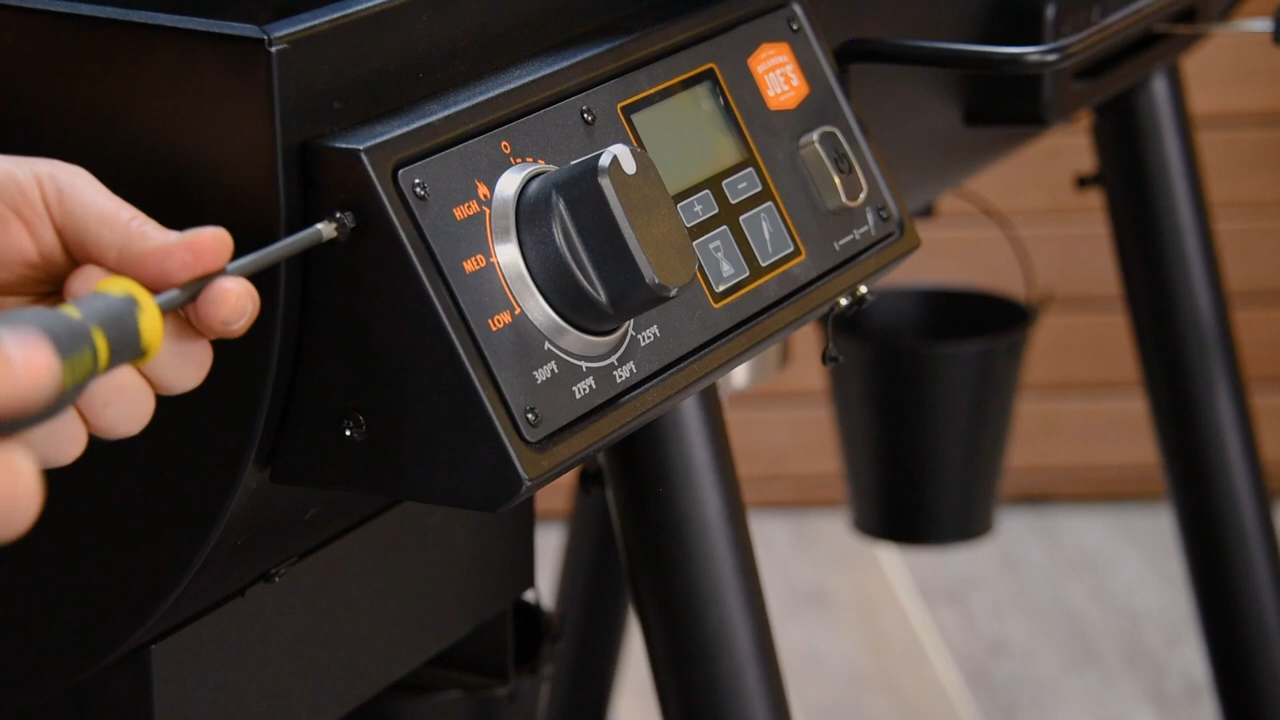 OKLAHOMA
JOE'S
HIGH
MED
LOW
300°F
275°F
250°F
225°F
+
−